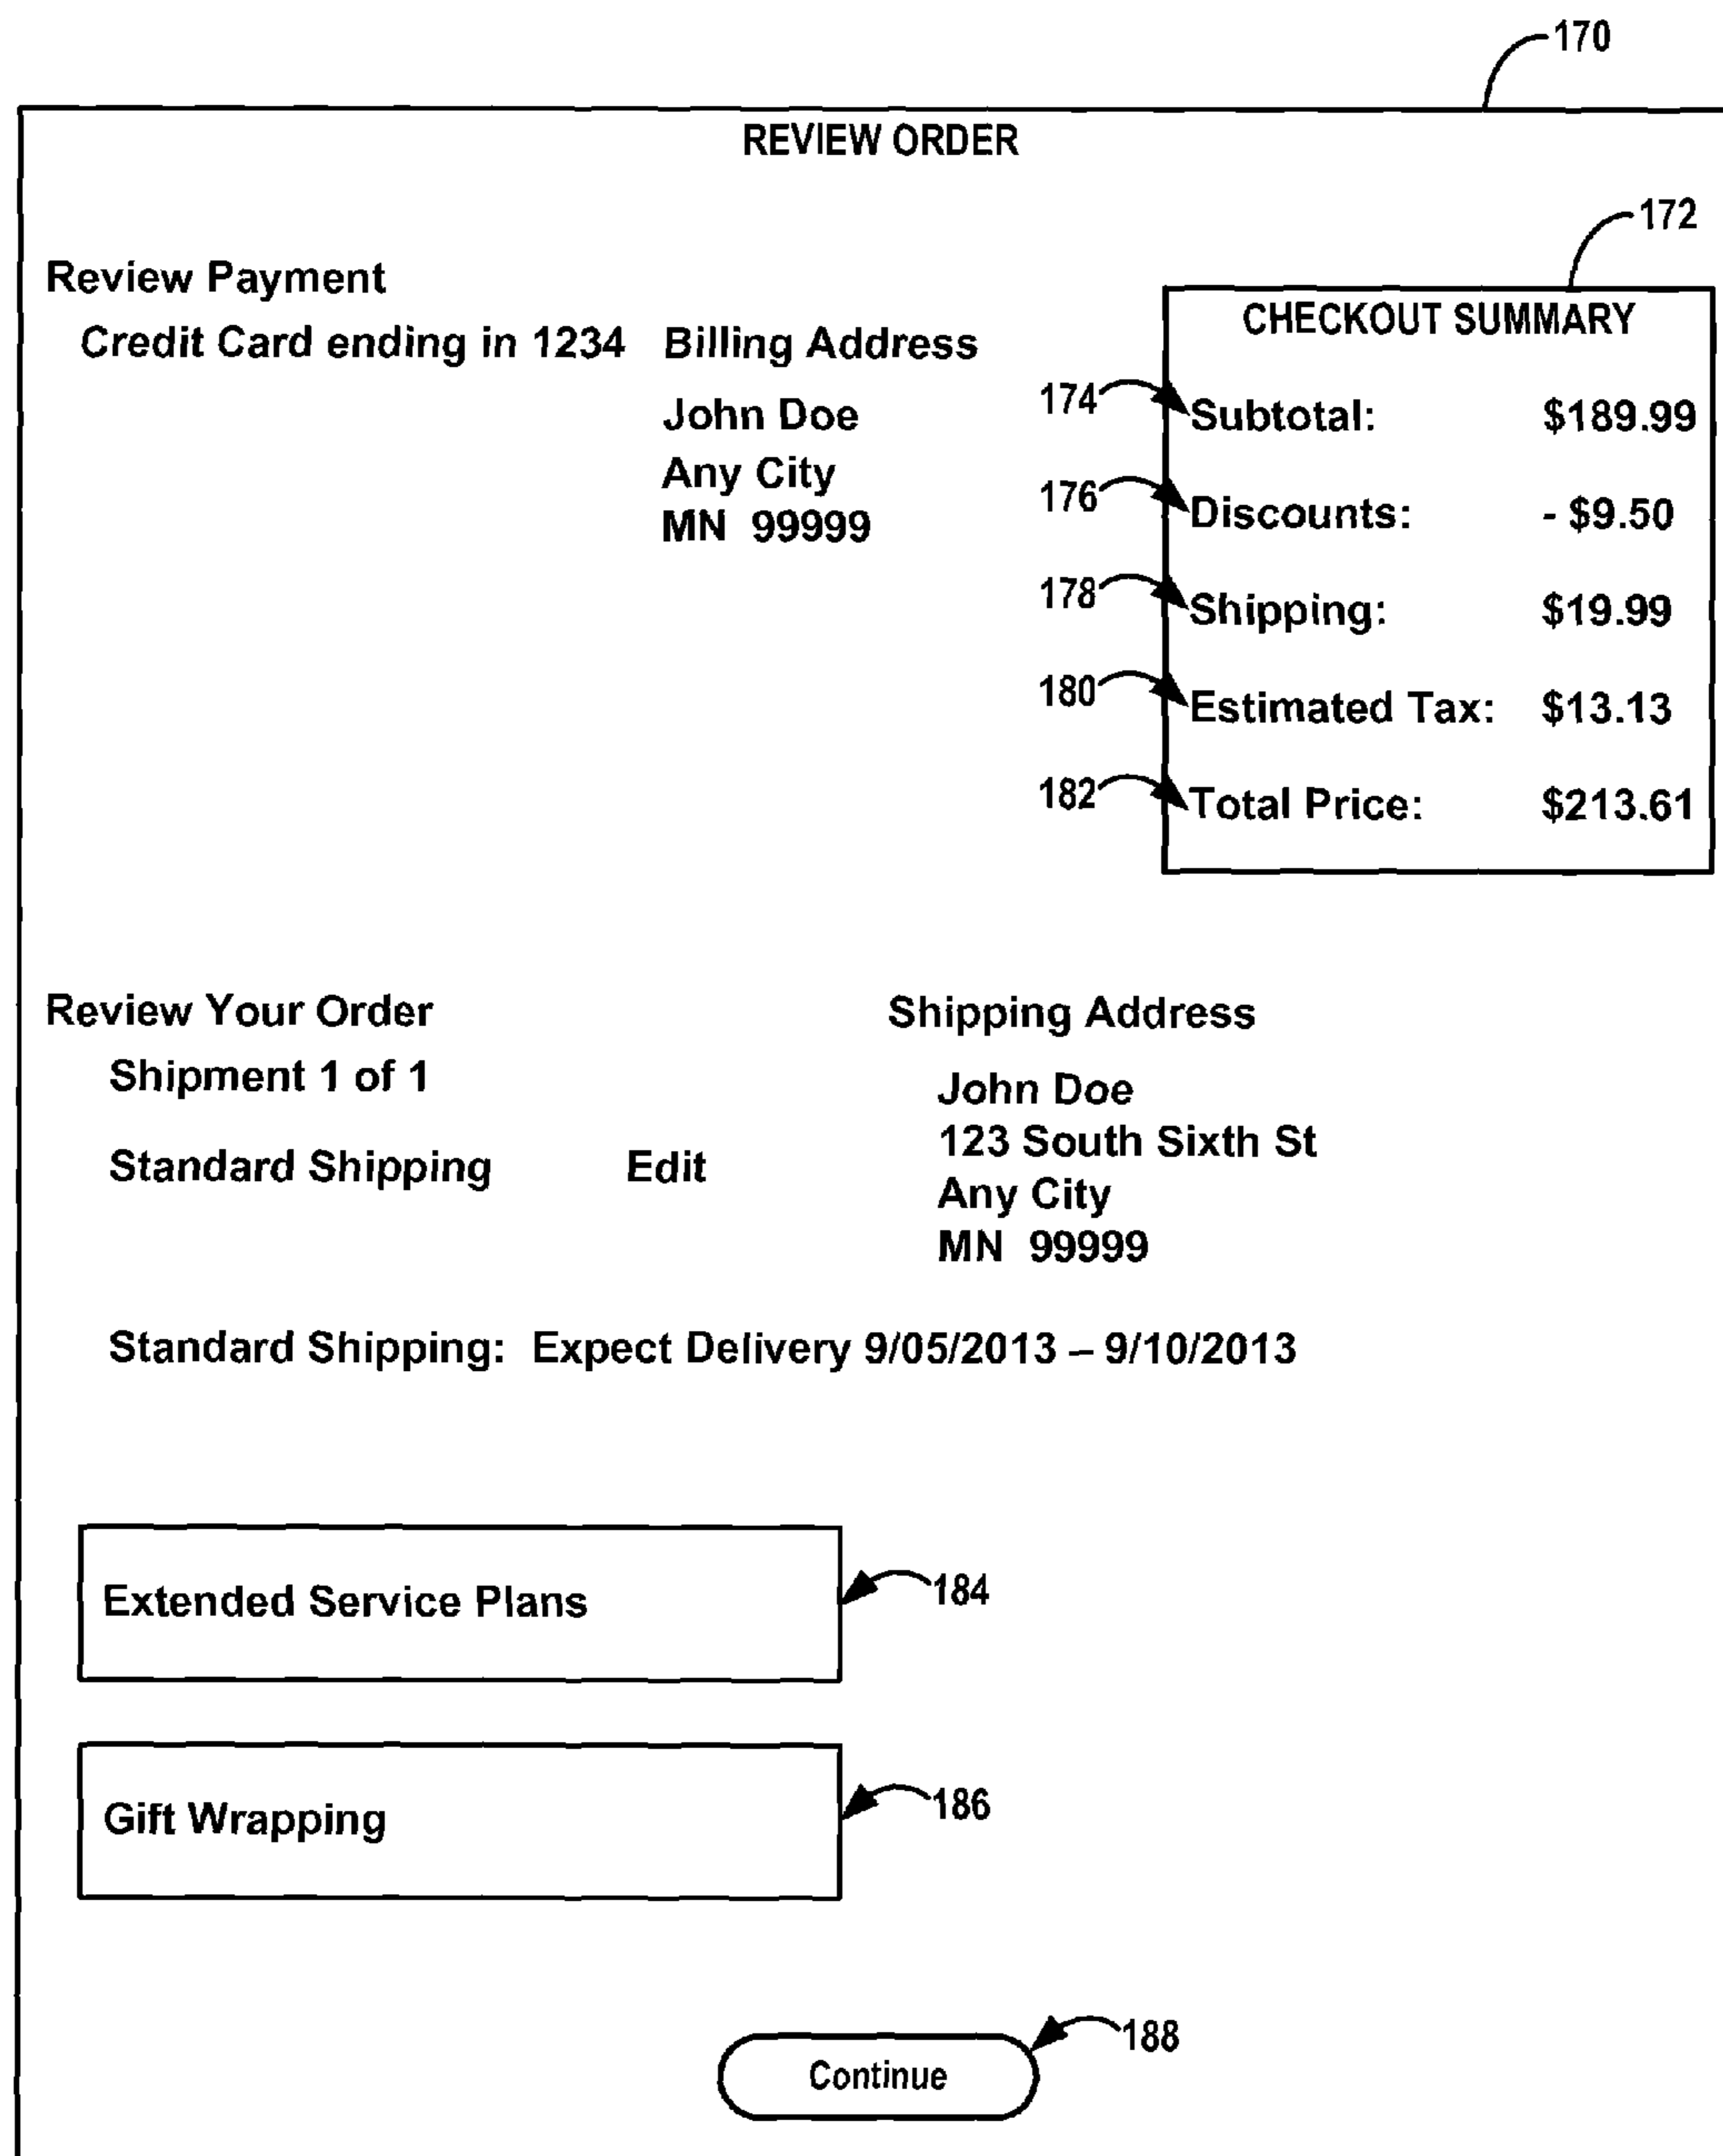 170
REVIEW ORDER
172
Review Payment
Credit Card ending in 1234 Billing Address
John Doe
Any City
MN 99999
CHECKOUT SUMMARY
174 Subtotal: $189.99
176 Discounts: - $9.50
178 Shipping: $19.99
180 Estimated Tax: $13.13
182 Total Price: $213.61
Review Your Order
Shipment 1 of 1
Standard Shipping Edit
Shipping Address
John Doe
123 South Sixth St
Any City
MN 99999
Standard Shipping: Expect Delivery 9/05/2013 – 9/10/2013
Extended Service Plans 184
Gift Wrapping 186
Continue 188